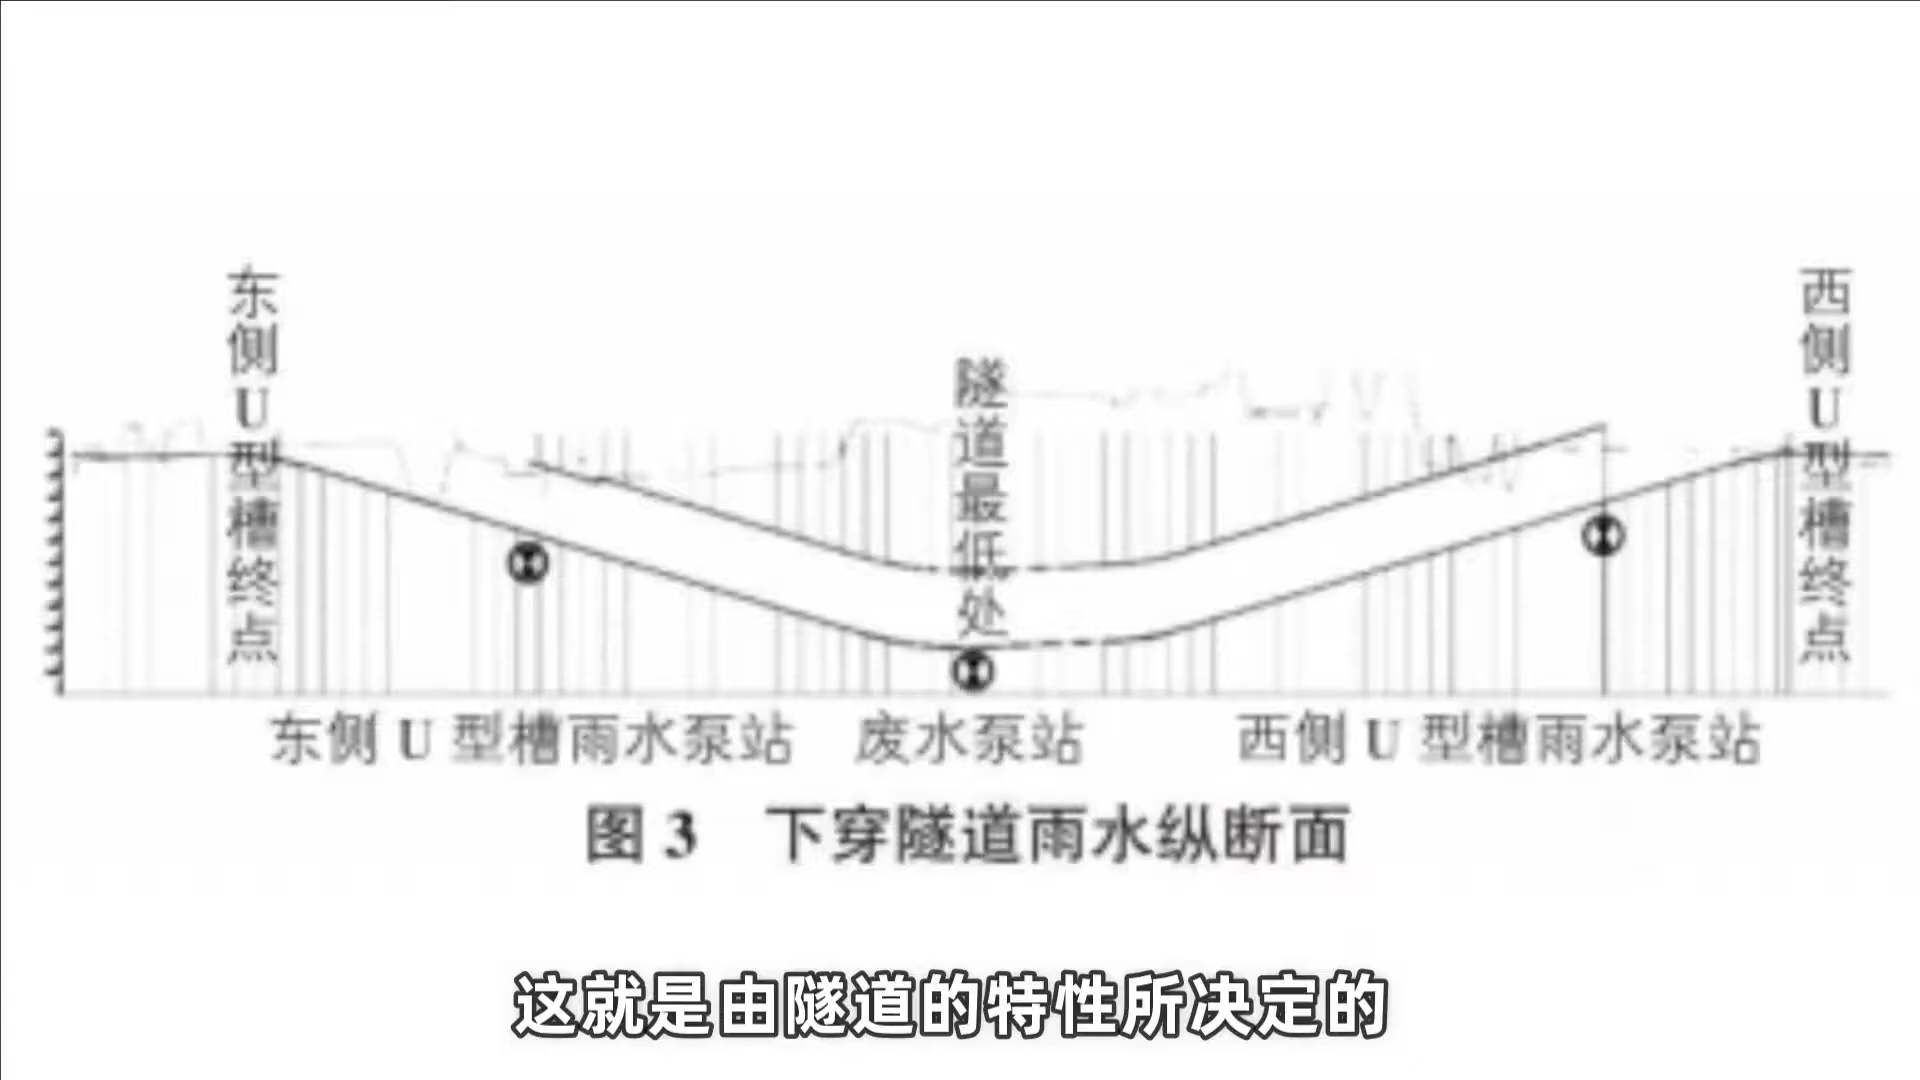 东侧U型槽终点
隧道最低处
西侧U型槽终点
东侧U型槽雨水泵站
废水泵站
西侧U型槽雨水泵站
图3 下穿隧道雨水纵断面
这就是由隧道的特性所决定的